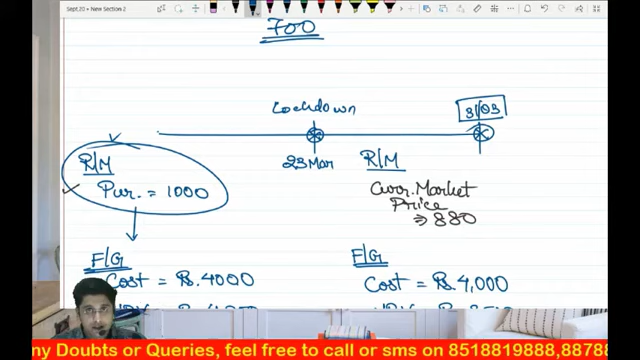 Sept 20 + New Section 2
700
Lockdown
31/03
23 Mar
R/M
Pur. = 1000
R/M
Curr. Market
Price
⇒ 880
F/G
Cost = Rs. 4000
F/G
Cost = Rs. 4,000
ny Doubts or Queries, feel free to call or sms on 8518819888,88788